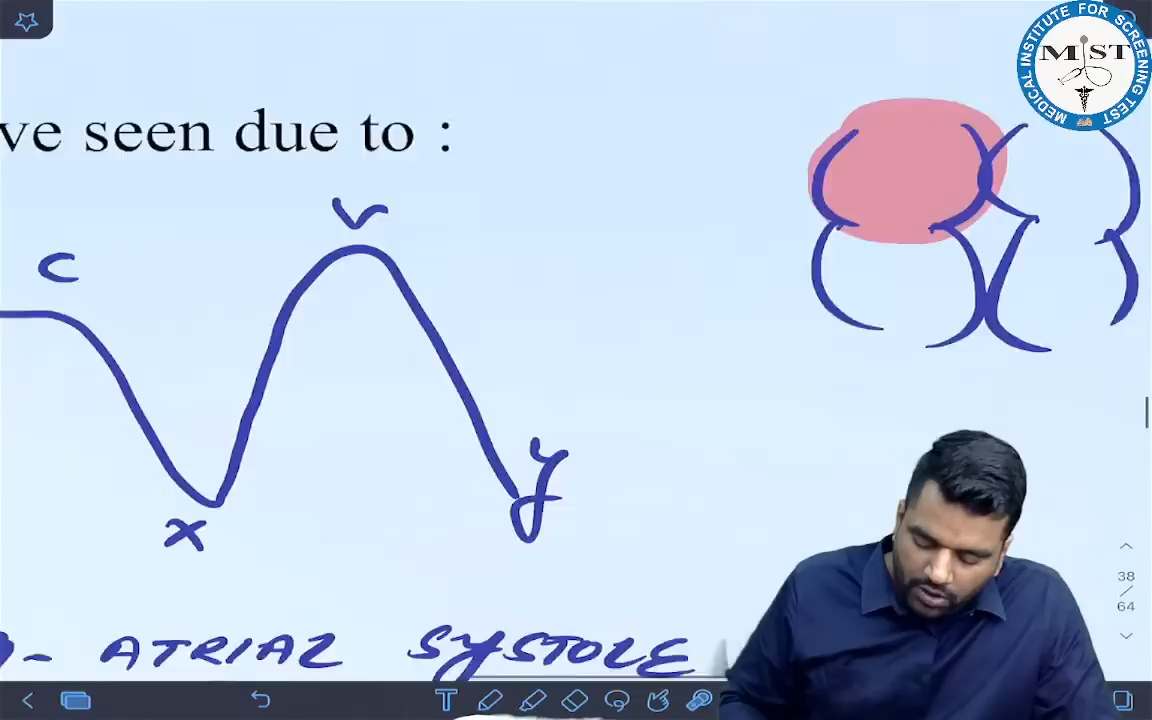 MEDICAL INSTITUTE FOR SCREENING TEST
MIST
ve seen due to :
v
c
x
y
- ATRIAL SYSTOLE
38
/
64
T